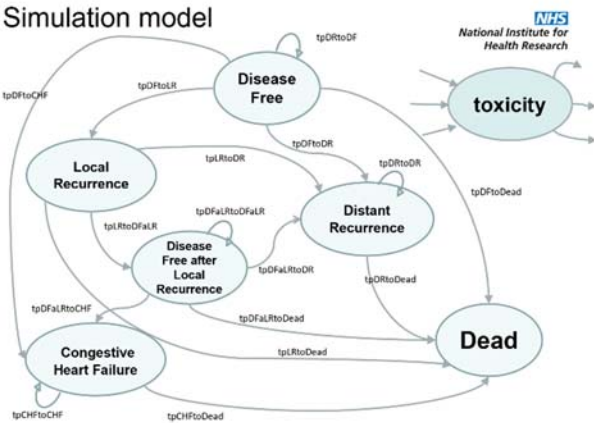 Simulation model
NHS
National Institute for
Health Research
tpDRtoDF
Disease
Free
toxicity
tpDFtoCHF
tpDFtoLR
tpDFtoDR
tpLRtoDR
tpDRtoDR
Local
Recurrence
tpDFtoDead
Distant
Recurrence
tpDFaLRtoDFaLR
tpLRtoDFaLR
Disease
Free after
Local
Recurrence
tpDFaLRtoDR
tpDRtoDead
tpDFaLRtoCHF
tpDFaLRtoDead
Dead
Congestive
Heart Failure
tpLRtoDead
tpCHFtoCHF
tpCHFtoDead